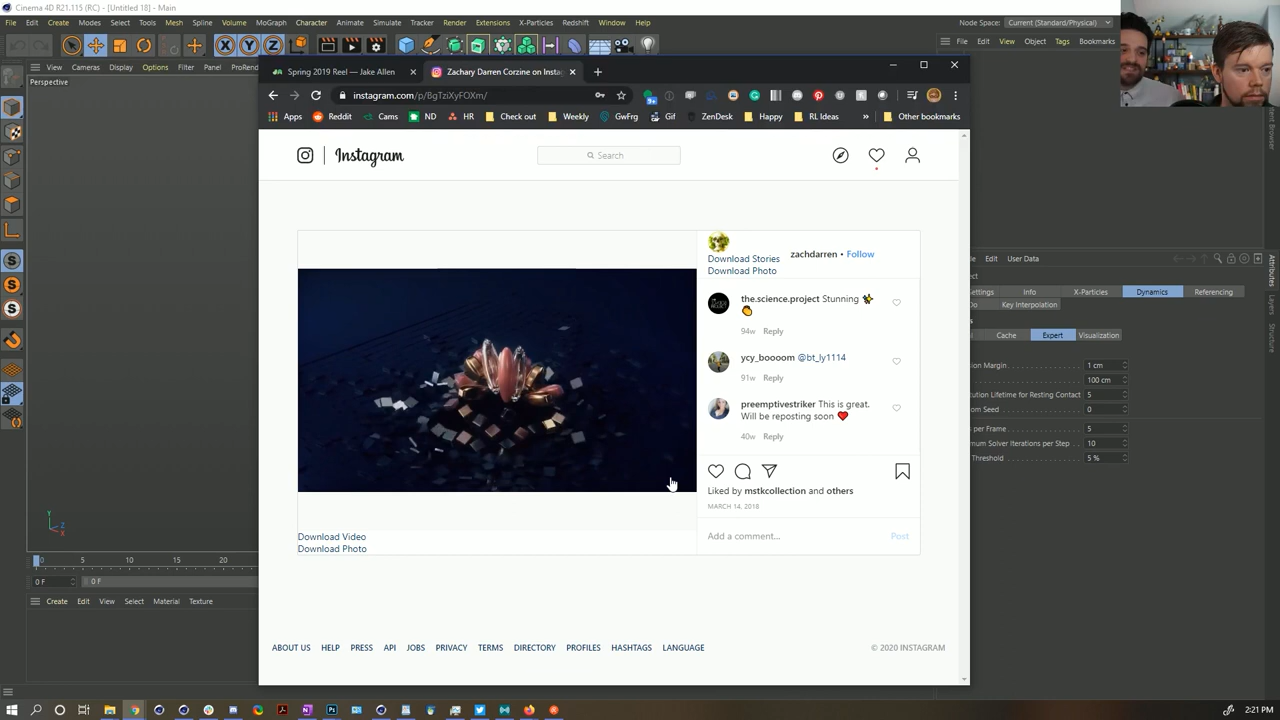 Cinema 4D R21.115 (RC) - [Untitled 18] - Main
File Edit Create Modes Select Tools Mesh Spline Volume MoGraph Character Animate Simulate Tracker Render Extensions X-Particles Redshift Window Help
Node Space: Current (Standard/Physical)
View Cameras Display Options Filter Panel ProRend
File Edit View Object Tags Bookmarks
Perspective
Spring 2019 Reel — Jake Allen
Zachary Darren Corzine on Insta
instagram.com/p/BgTziXyFOXm/
Apps Reddit Cams ND HR Check out Weekly GwFrg Gif ZenDesk Happy RL Ideas » Other bookmarks
Instagram
Search
zachdarren • Follow
Download Stories
Download Photo
the.science.project Stunning ✨
👏
94w Reply
ycy_boooom @bt_ly1114
91w Reply
preemptivestriker This is great.
Will be reposting soon ❤️
40w Reply
Liked by mstkcollection and others
MARCH 14, 2018
Add a comment... Post
Download Video
Download Photo
ABOUT US HELP PRESS API JOBS PRIVACY TERMS DIRECTORY PROFILES HASHTAGS LANGUAGE
© 2020 INSTAGRAM
Edit User Data
Info X-Particles Dynamics Referencing
Key Interpolation
Cache Expert Visualization
1 cm
100 cm
5
0
per Frame 5
Solver Iterations per Step 10
Threshold 5 %
Attributes
Layers
Structure
Y
Z
X
0 5 10 15 20
0 F 0 F
Create Edit View Select Material Texture
2:21 PM